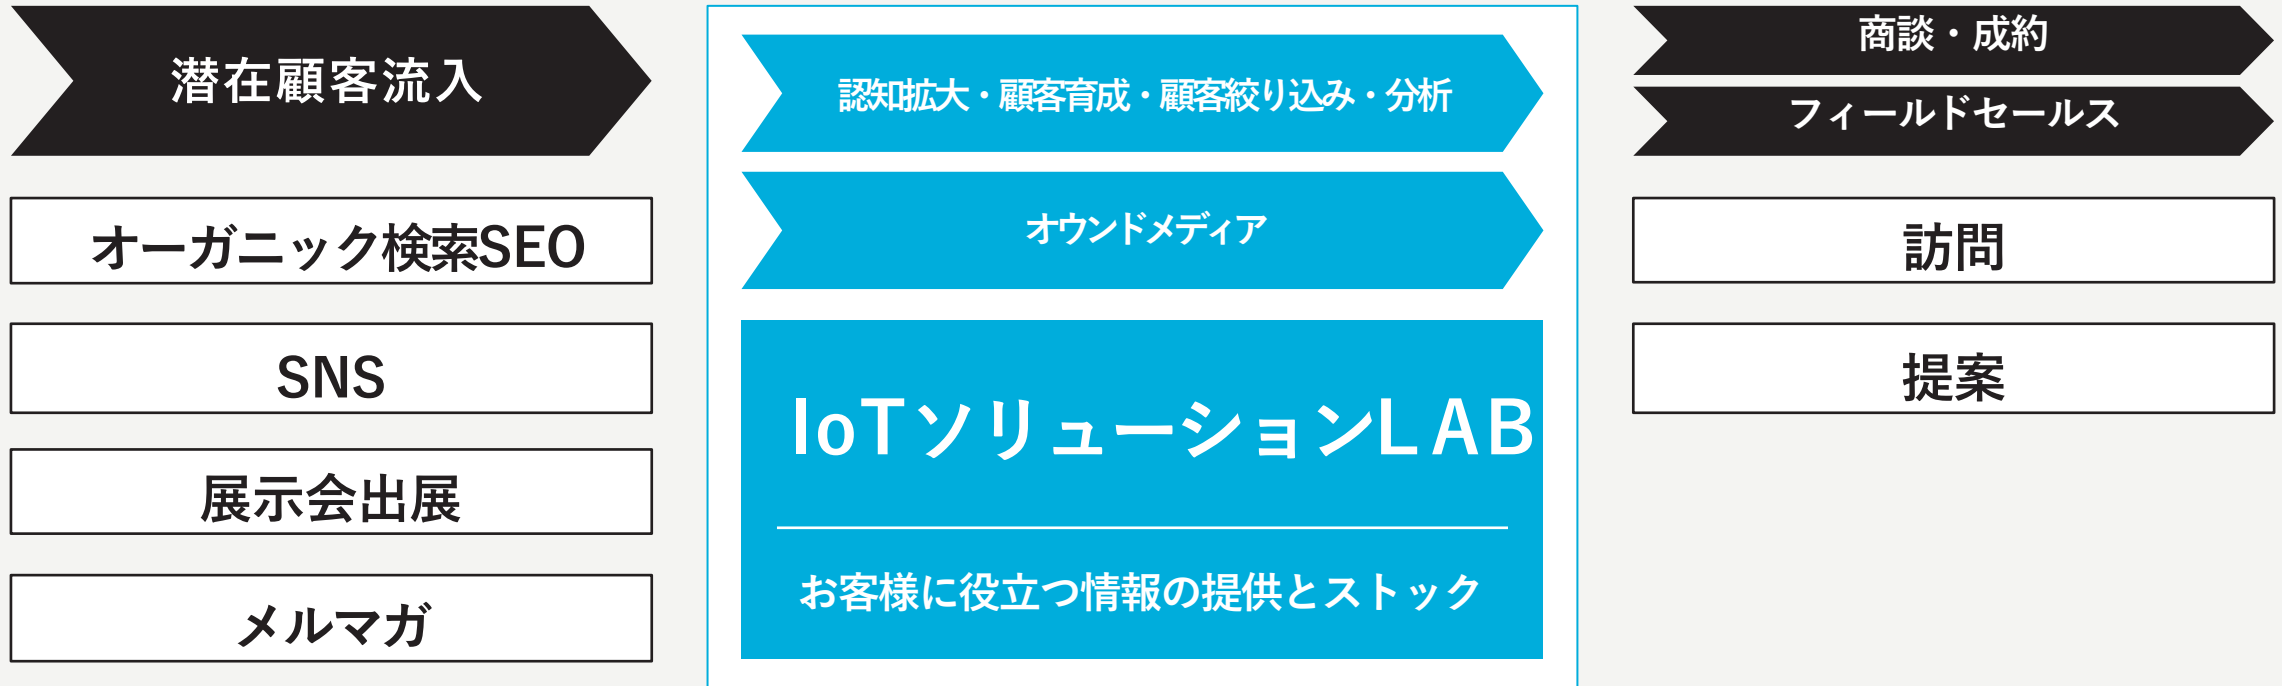 潜在顧客流入
オーガニック検索SEO
SNS
展示会出展
メルマガ
認知拡大・顧客育成・顧客絞り込み・分析
オウンドメディア
IoTソリューションLAB
お客様に役立つ情報の提供とストック
商談・成約
フィールドセールス
訪問
提案